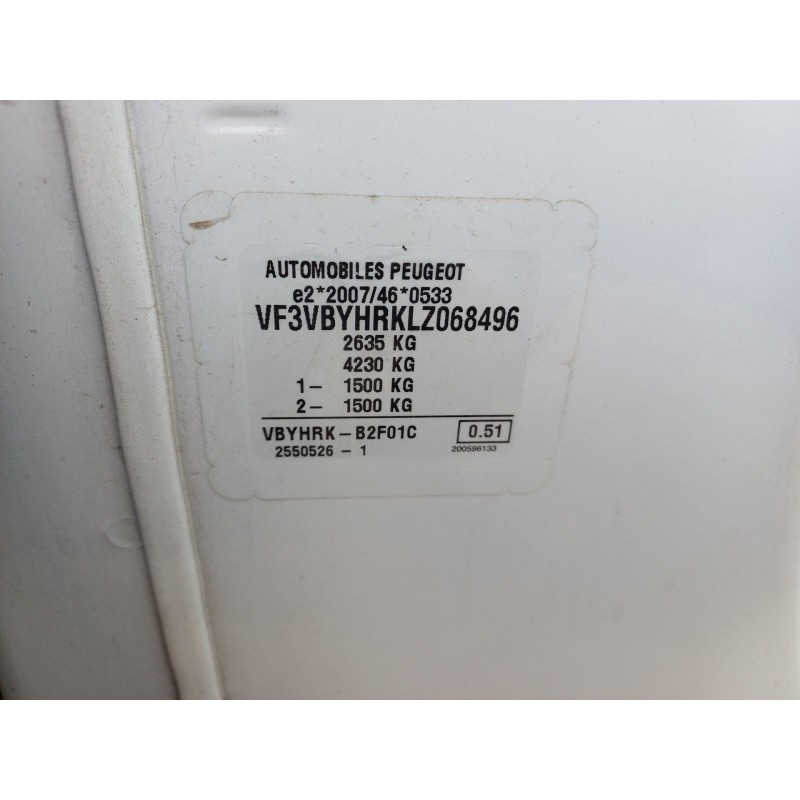 AUTOMOBILES PEUGEOT
e2*2007/46*0533
VF3VBYHRKLZ068496
2635 KG
4230 KG
1- 1500 KG
2- 1500 KG
VBYHRK-B2F01C 0.51
2550526 - 1 200596133